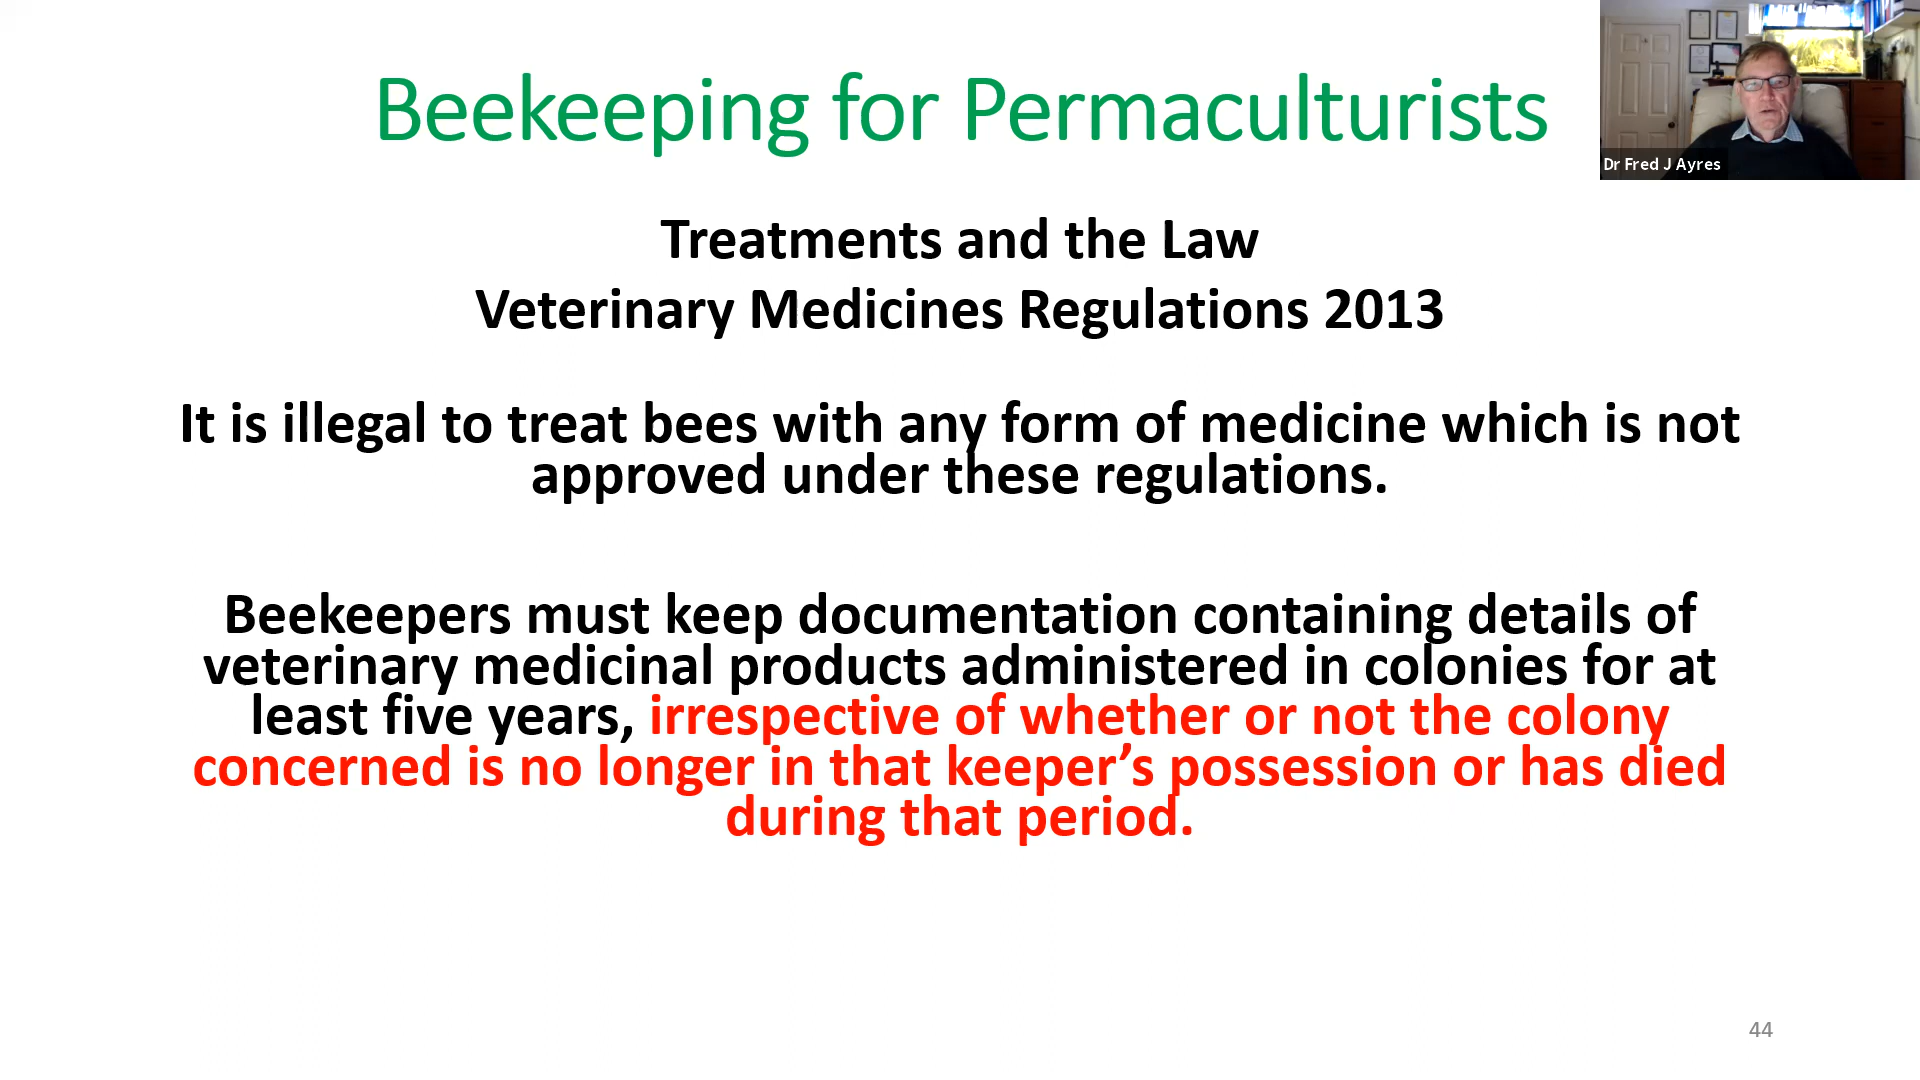 Beekeeping for Permaculturists
Dr Fred J Ayres
Treatments and the Law
Veterinary Medicines Regulations 2013
It is illegal to treat bees with any form of medicine which is not
approved under these regulations.
Beekeepers must keep documentation containing details of
veterinary medicinal products administered in colonies for at
least five years, irrespective of whether or not the colony
concerned is no longer in that keeper’s possession or has died
during that period.
44